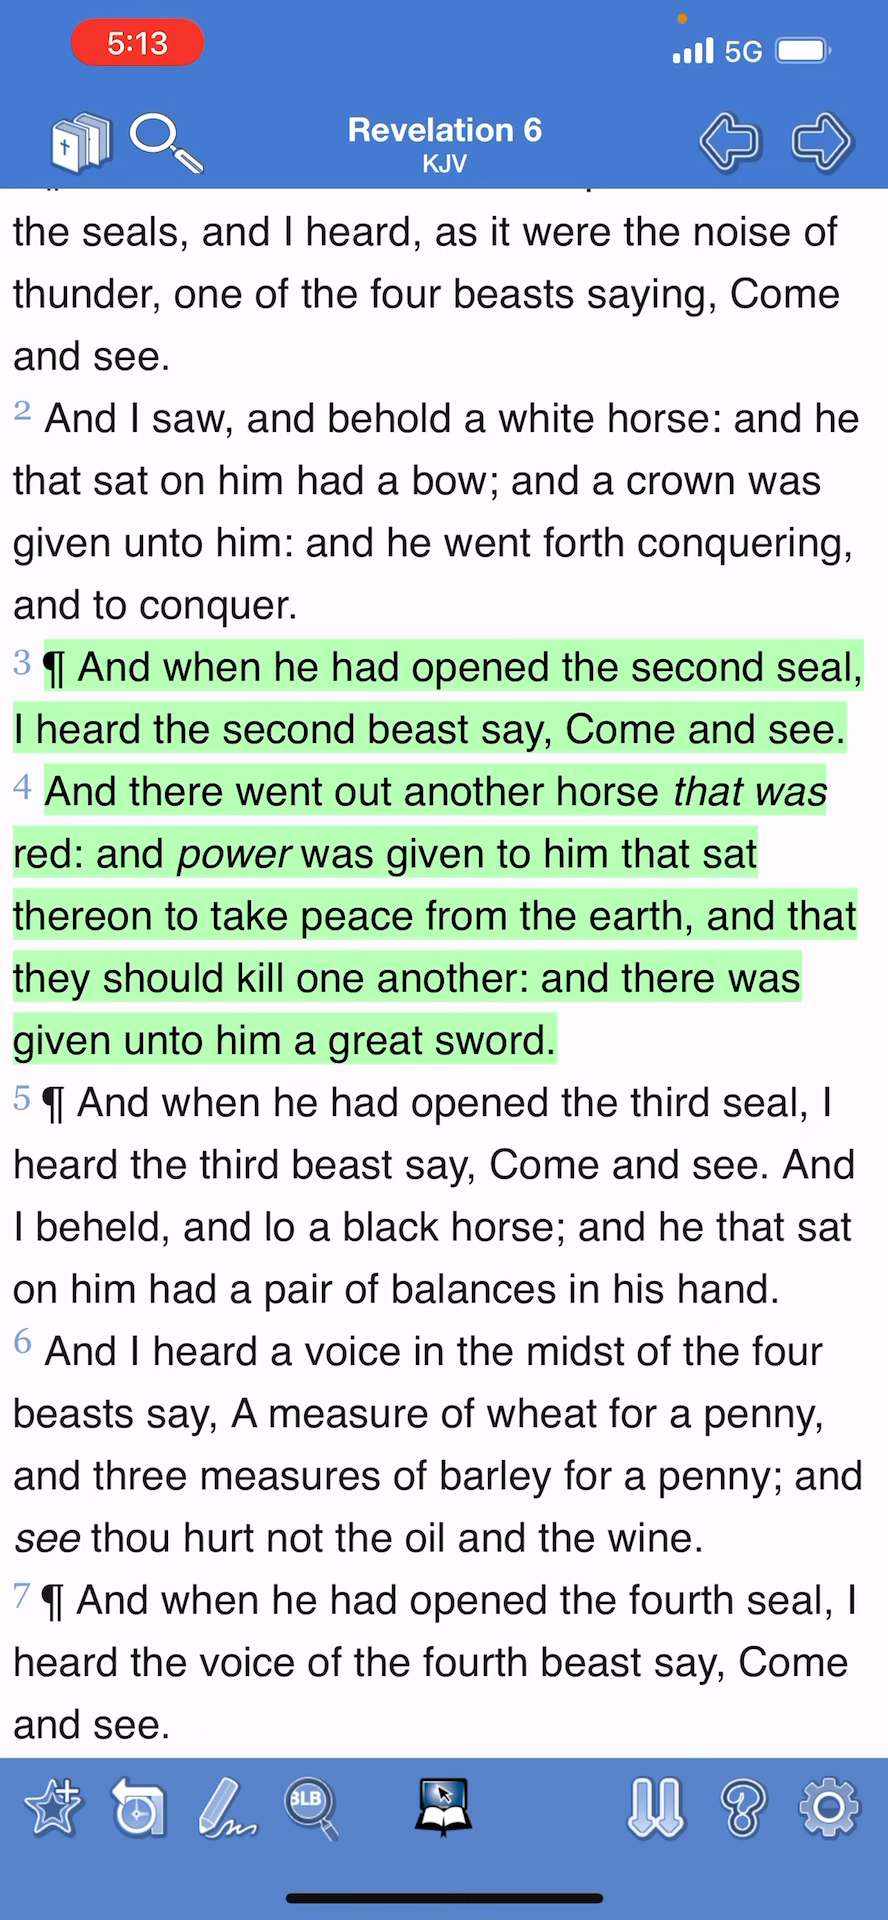 5:13
5G
Revelation 6
KJV
the seals, and I heard, as it were the noise of
thunder, one of the four beasts saying, Come
and see.
2 And I saw, and behold a white horse: and he
that sat on him had a bow; and a crown was
given unto him: and he went forth conquering,
and to conquer.
3 ¶ And when he had opened the second seal,
I heard the second beast say, Come and see.
4 And there went out another horse that was
red: and power was given to him that sat
thereon to take peace from the earth, and that
they should kill one another: and there was
given unto him a great sword.
5 ¶ And when he had opened the third seal, I
heard the third beast say, Come and see. And
I beheld, and lo a black horse; and he that sat
on him had a pair of balances in his hand.
6 And I heard a voice in the midst of the four
beasts say, A measure of wheat for a penny,
and three measures of barley for a penny; and
see thou hurt not the oil and the wine.
7 ¶ And when he had opened the fourth seal, I
heard the voice of the fourth beast say, Come
and see.
BLB